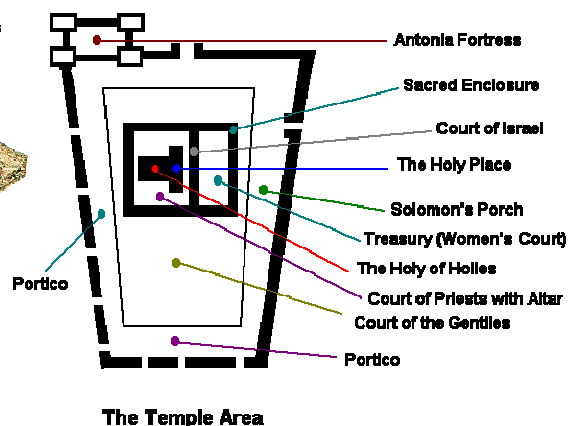 Antonia Fortress
Sacred Enclosure
Court of Israel
The Holy Place
Solomon's Porch
Treasury (Women's Court)
The Holy of Holies
Portico
Court of Priests with Altar
Court of the Gentiles
Portico
The Temple Area